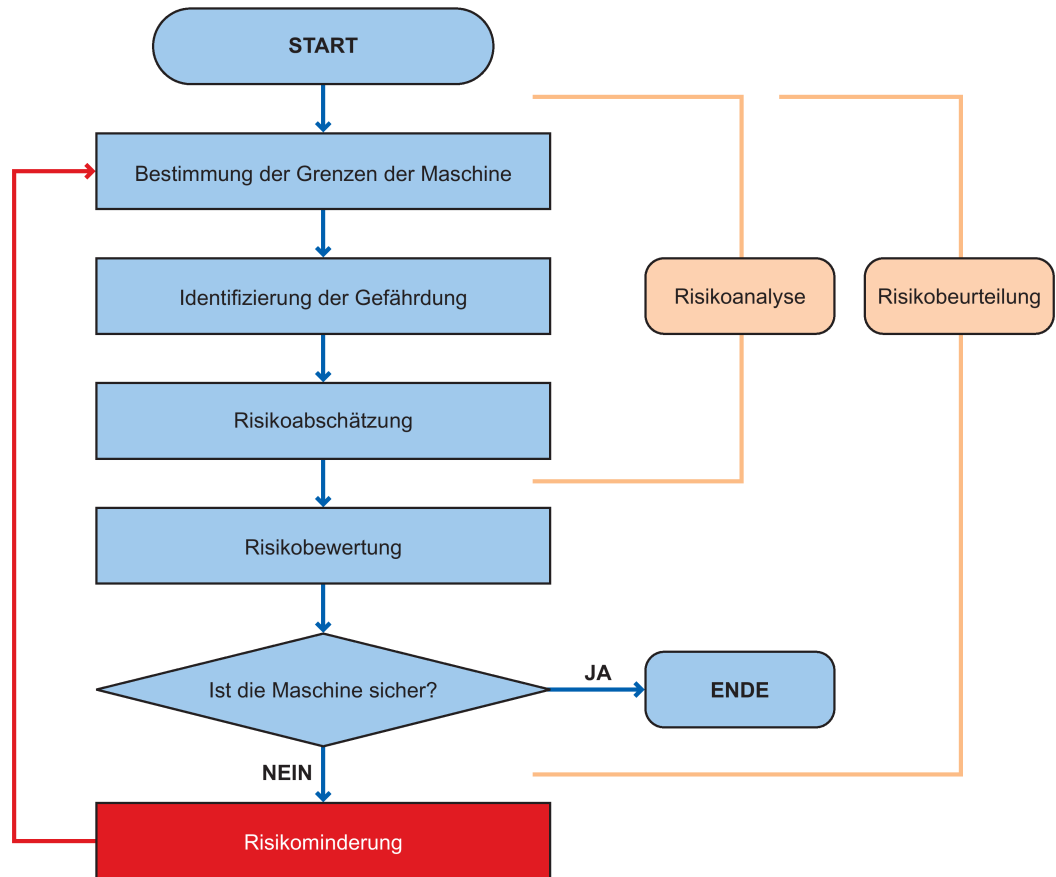 START
Bestimmung der Grenzen der Maschine
Identifizierung der Gefährdung
Risikoanalyse
Risikobeurteilung
Risikoabschätzung
Risikobewertung
Ist die Maschine sicher?
JA
ENDE
NEIN
Risikominderung